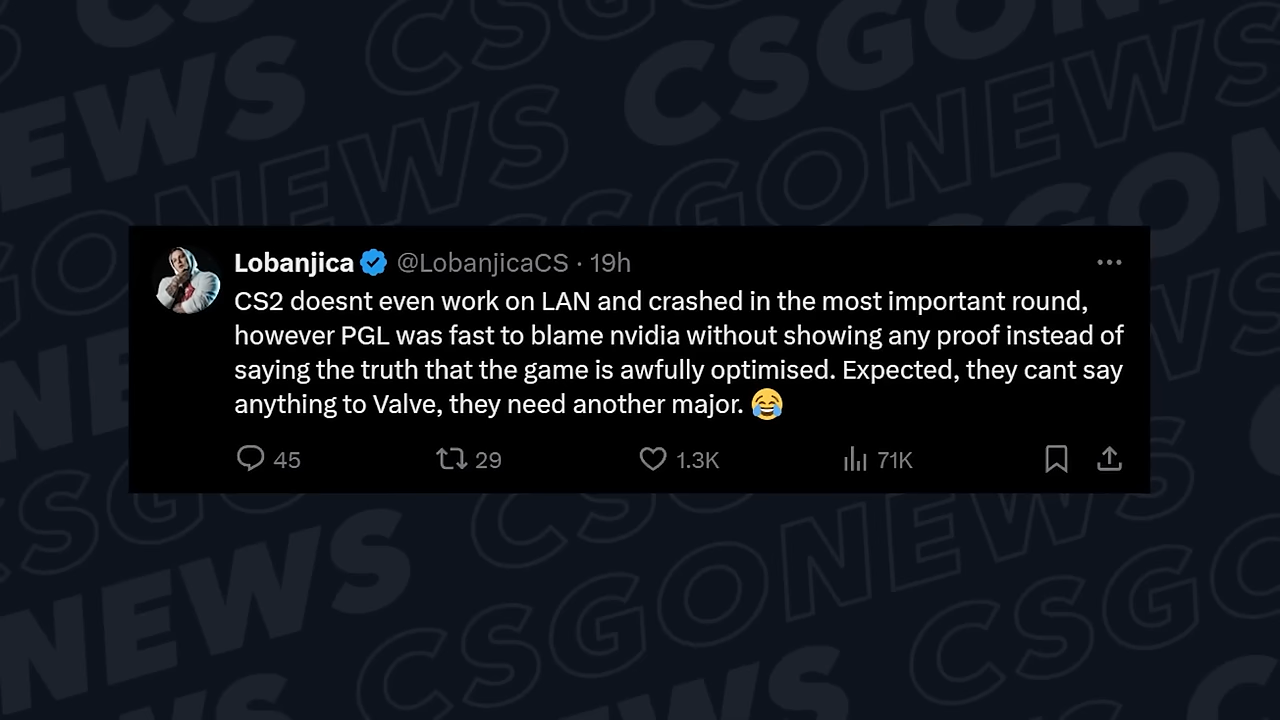 CSGONEWS
Lobanjica @LobanjicaCS · 19h
CS2 doesnt even work on LAN and crashed in the most important round,
however PGL was fast to blame nvidia without showing any proof instead of
saying the truth that the game is awfully optimised. Expected, they cant say
anything to Valve, they need another major. 😂
45 29 1.3K 71K